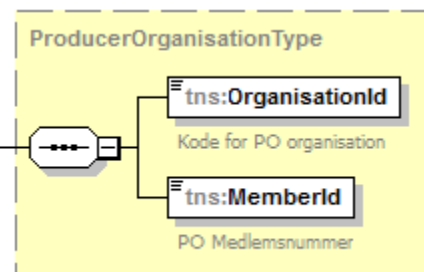 ProducerOrganisationType
tns:OrganisationId
Kode for PO organisation
tns:MemberId
PO Medlemsnummer